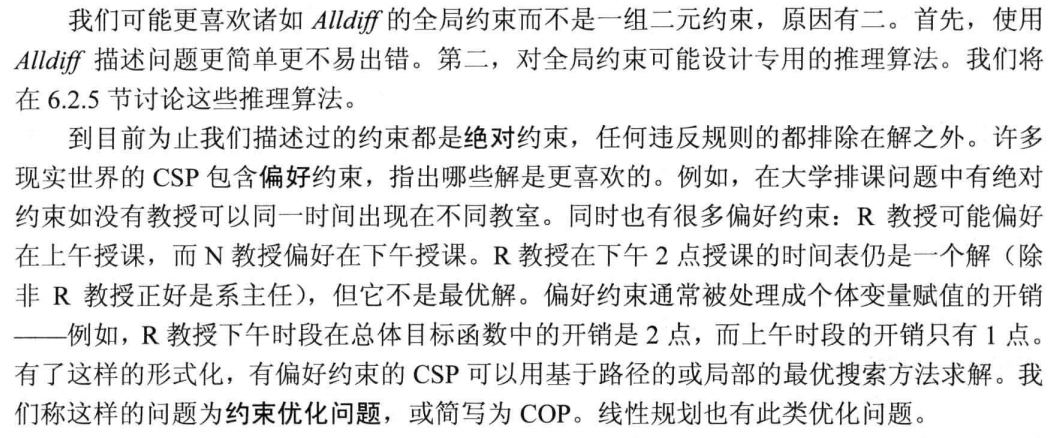 我们可能更喜欢诸如 Alldiff 的全局约束而不是一组二元约束，原因有二。首先，使用
Alldiff 描述问题更简单更不易出错。第二，对全局约束可能设计专用的推理算法。我们将
在 6.2.5 节讨论这些推理算法。
到目前为止我们描述过的约束都是绝对约束，任何违反规则的都排除在解之外。许多
现实世界的 CSP 包含偏好约束，指出哪些解是更喜欢的。例如，在大学排课问题中有绝对
约束如没有教授可以同一时间出现在不同教室。同时也有很多偏好约束：R 教授可能偏好
在上午授课，而 N 教授偏好在下午授课。R 教授在下午 2 点授课的时间表仍是一个解（除
非 R 教授正好是系主任），但它不是最优解。偏好约束通常被处理成个体变量赋值的开销
——例如，R 教授下午时段在总体目标函数中的开销是 2 点，而上午时段的开销只有 1 点。
有了这样的形式化，有偏好约束的 CSP 可以用基于路径的或局部的最优搜索方法求解。我
们称这样的问题为约束优化问题，或简写为 COP。线性规划也有此类优化问题。